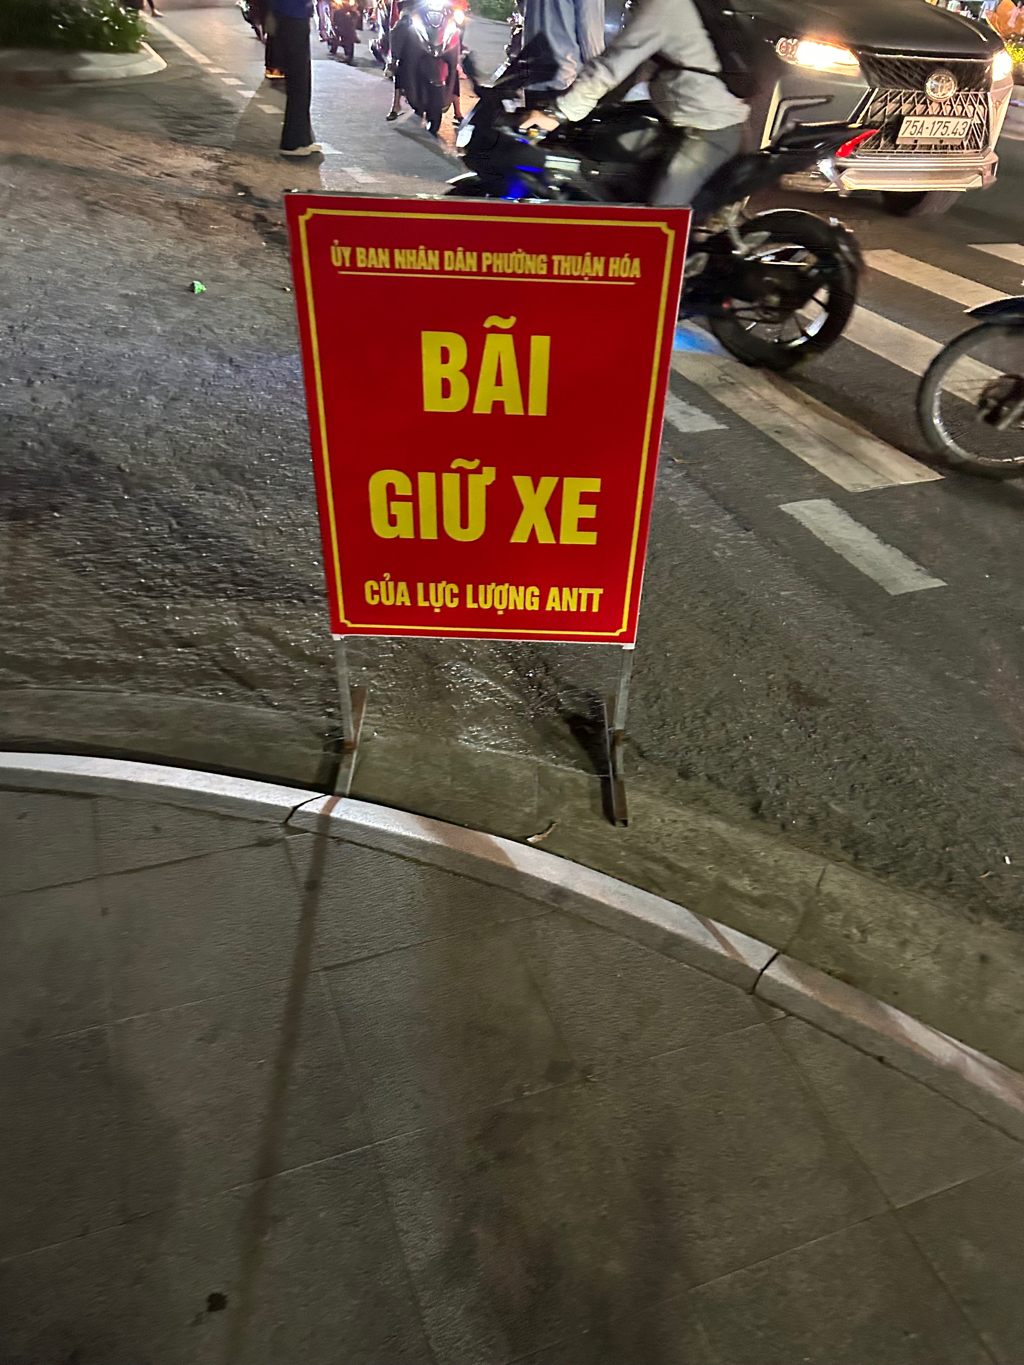 ỦY BAN NHÂN DÂN PHƯỜNG THUẬN HÓA
BÃI
GIỮ XE
CỦA LỰC LƯỢNG ANTT
75A-175.43